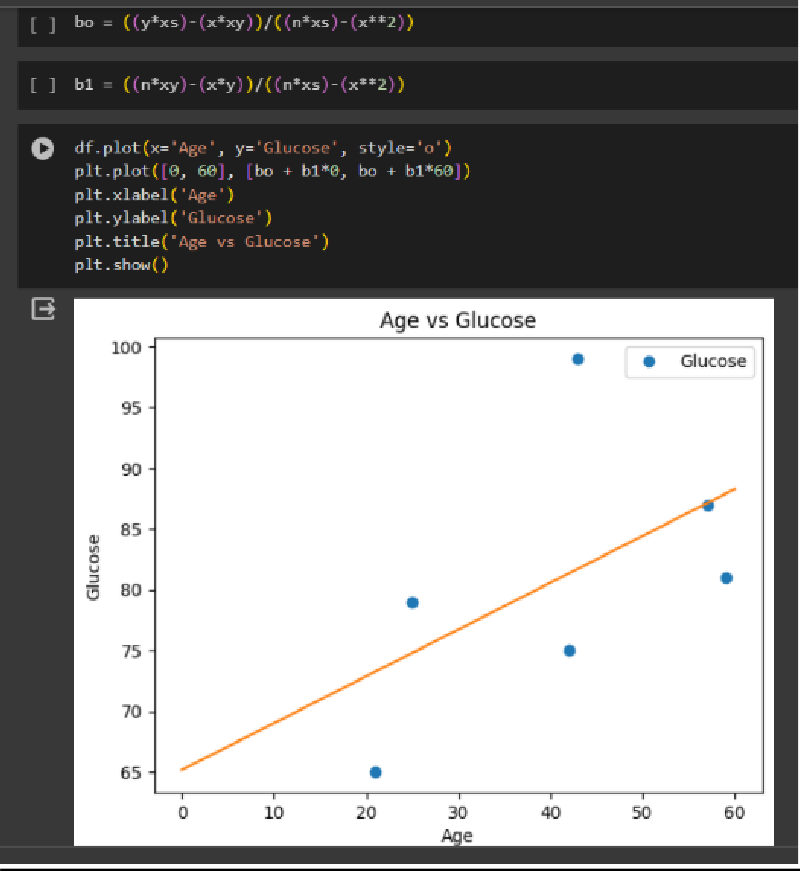 [ ] bo = ((y*xs)-(x*xy))/((n*xs)-(x**2))
[ ] b1 = ((n*xy)-(x*y))/((n*xs)-(x**2))
df.plot(x='Age', y='Glucose', style='o')
plt.plot([0, 60], [bo + b1*0, bo + b1*60])
plt.xlabel('Age')
plt.ylabel('Glucose')
plt.title('Age vs Glucose')
plt.show()
Age vs Glucose
Glucose
100
95
90
85
80
75
70
65
Glucose
0 10 20 30 40 50 60
Age